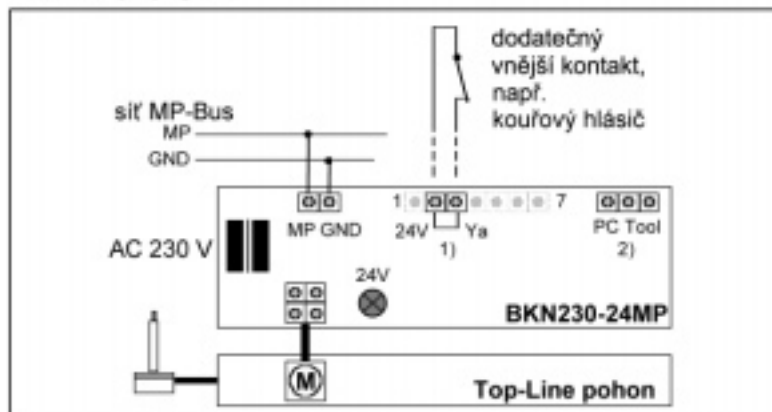 dodatečný
vnější kontakt,
např.
kouřový hlásič
síť MP-Bus
MP
GND
1 7
MP GND 24V Ya PC Tool
1) 2)
AC 230 V
24V
BKN230-24MP
M
Top-Line pohon